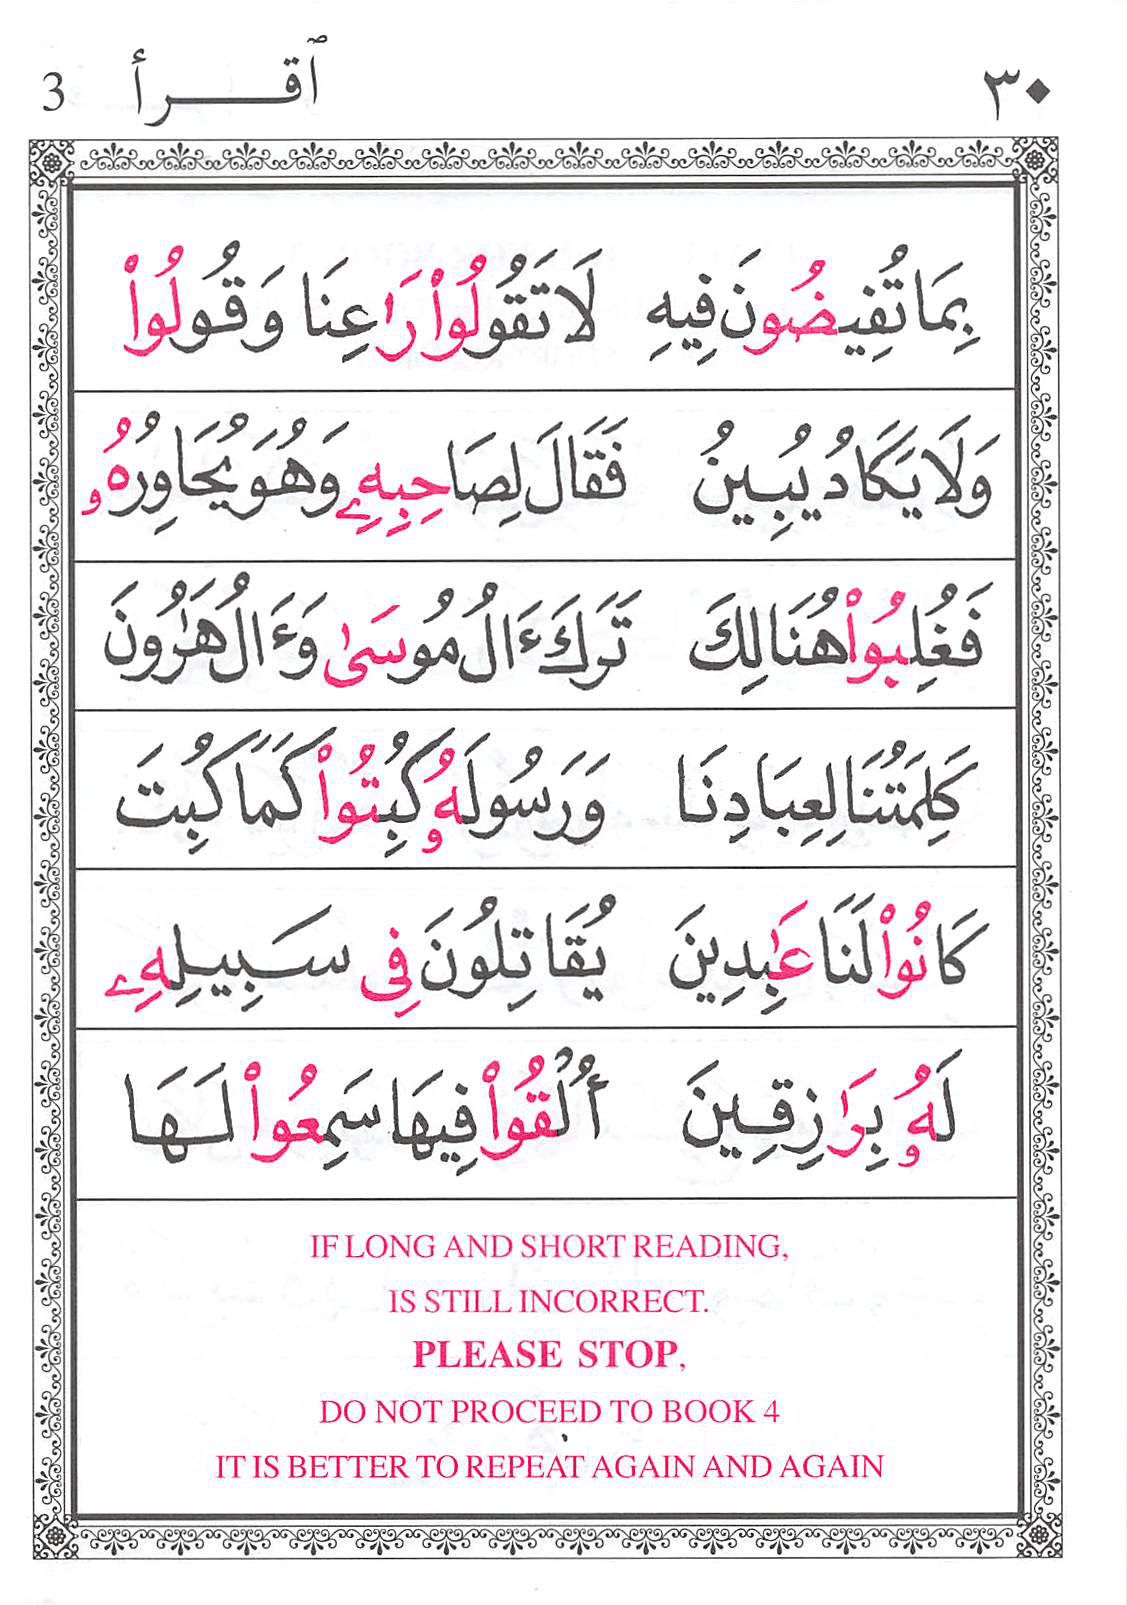 3 ٱقـــرأ ٣٠
بِمَا تُفِيضُونَ فِيهِ لَا تَقُولُواْ رَٰعِنَا وَقُولُواْ
وَلَا يَكَادُ يُبِينُ فَقَالَ لِصَاحِبِهِۦ وَهُوَ يُحَاوِرُهُۥ
فَغُلِبُواْ هُنَالِكَ تَرَكَ ءَالُ مُوسَىٰ وَءَالُ هَٰرُونَ
كَلِمَتُنَا لِعِبَادِنَا وَرَسُولَهُۥ كُبِتُواْ كَمَا كُبِتَ
كَانُواْ لَنَا عَٰبِدِينَ يُقَاتِلُونَ فِى سَبِيلِهِۦ
لَهُۥ بِرَٰزِقِينَ أُلْقُواْ فِيهَا سَمِعُواْ لَهَا
IF LONG AND SHORT READING,
IS STILL INCORRECT.
PLEASE STOP,
DO NOT PROCEED TO BOOK 4
IT IS BETTER TO REPEAT AGAIN AND AGAIN